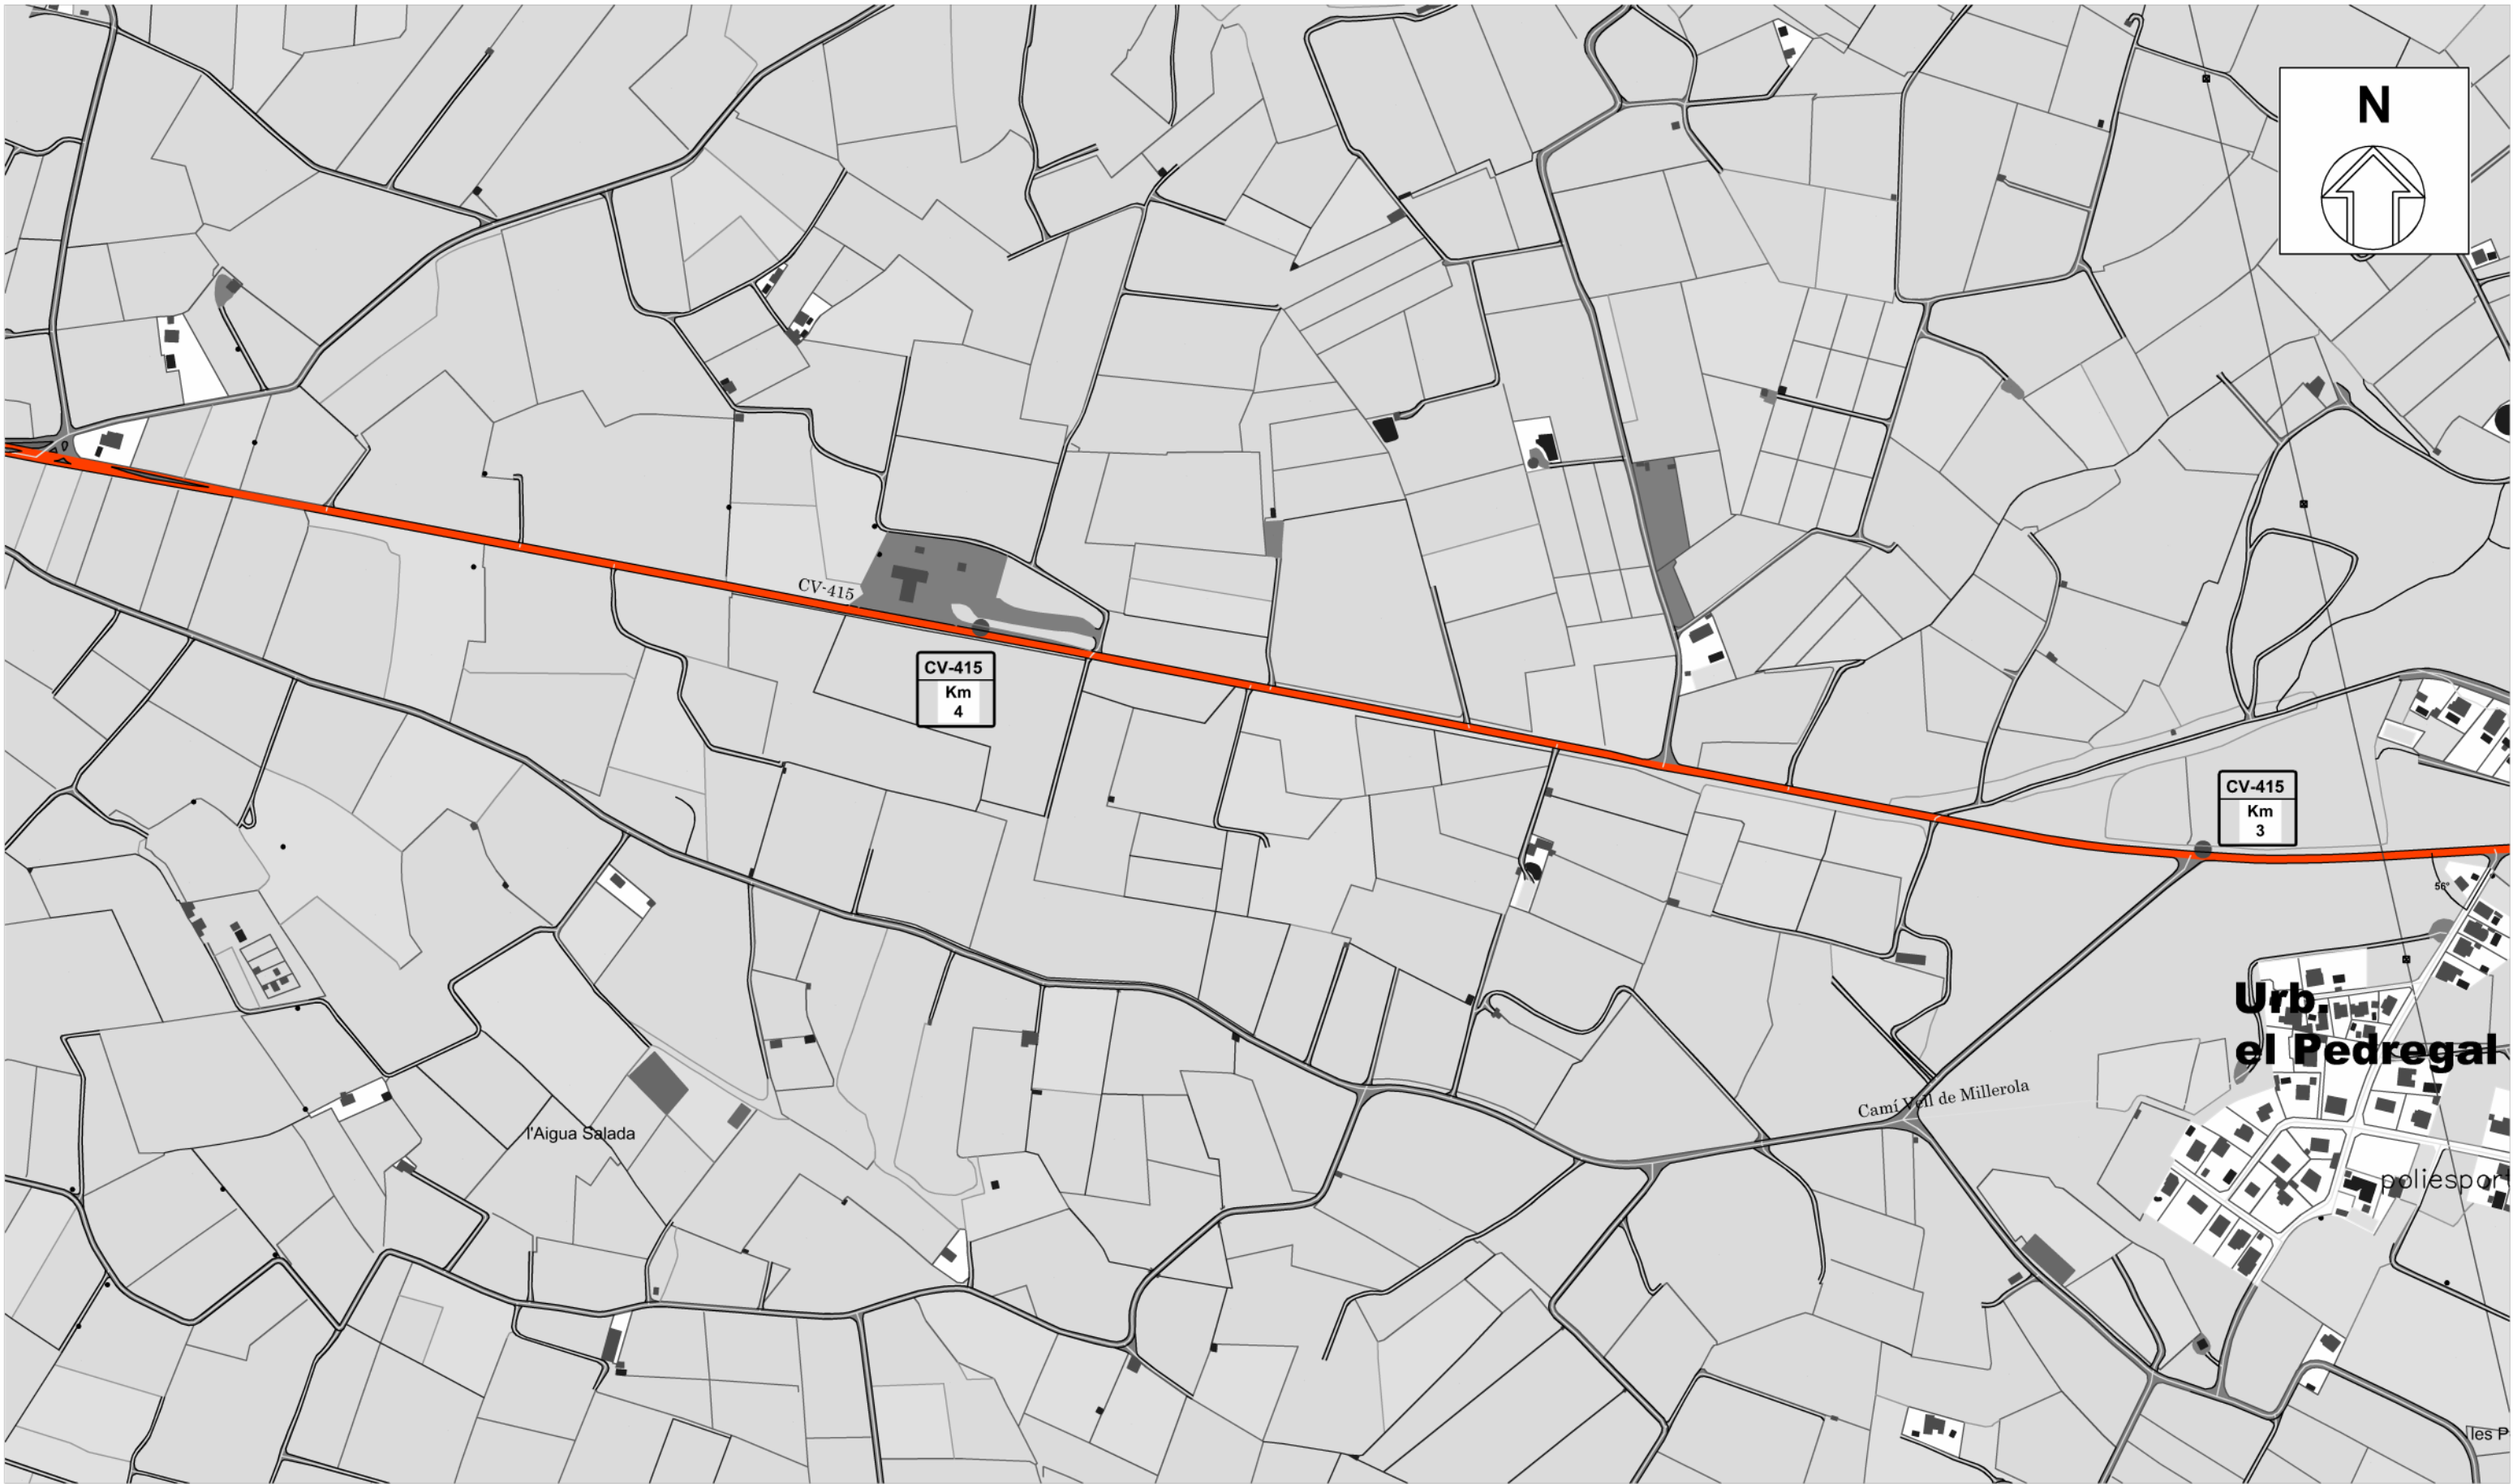 N
CV-415
CV-415
Km
4
CV-415
Km
3
56°
Urb.
el Pedregal
Camí Vell de Millerola
l'Aigua Salada
poliespor
les P